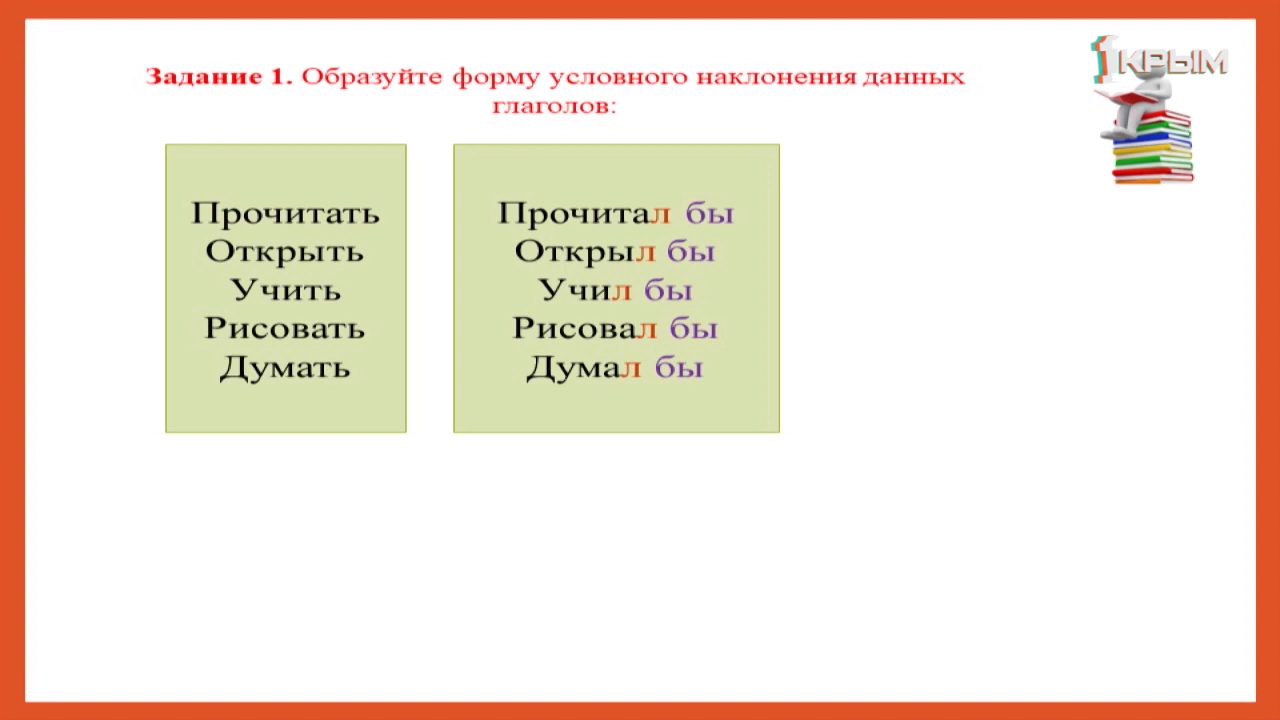 Задание 1. Образуйте форму условного наклонения данных
глаголов:
Прочитать
Открыть
Учить
Рисовать
Думать
Прочитал бы
Открыл бы
Учил бы
Рисовал бы
Думал бы
1 КРЫМ